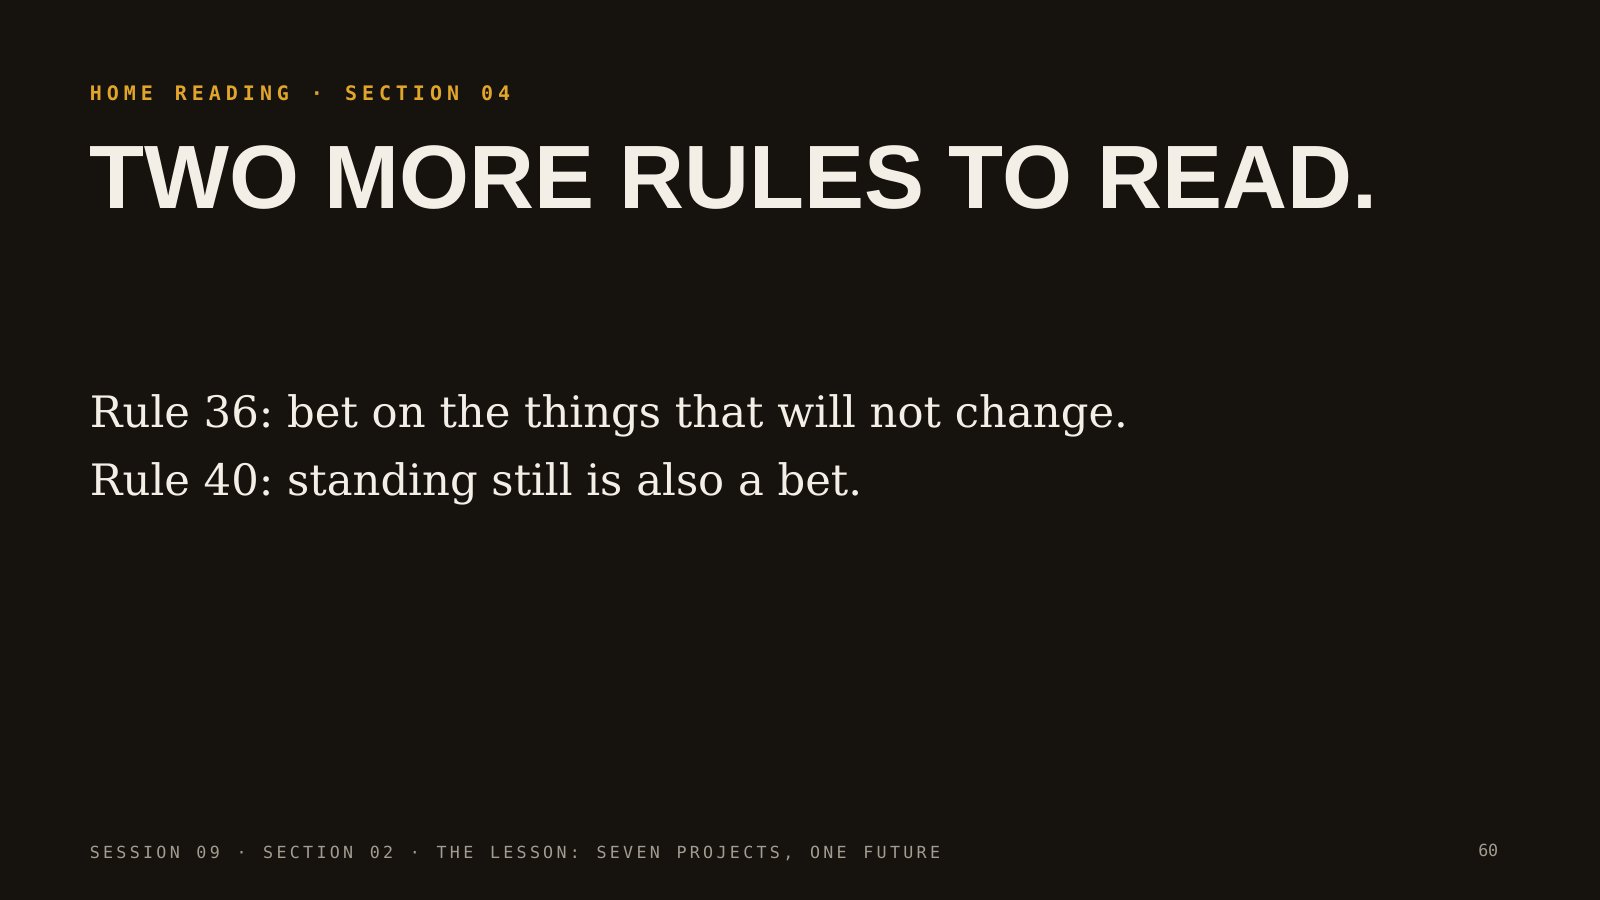 HOME READING · SECTION 04
TWO MORE RULES TO READ.
Rule 36: bet on the things that will not change.
Rule 40: standing still is also a bet.
SESSION 09 · SECTION 02 · THE LESSON: SEVEN PROJECTS, ONE FUTURE
60